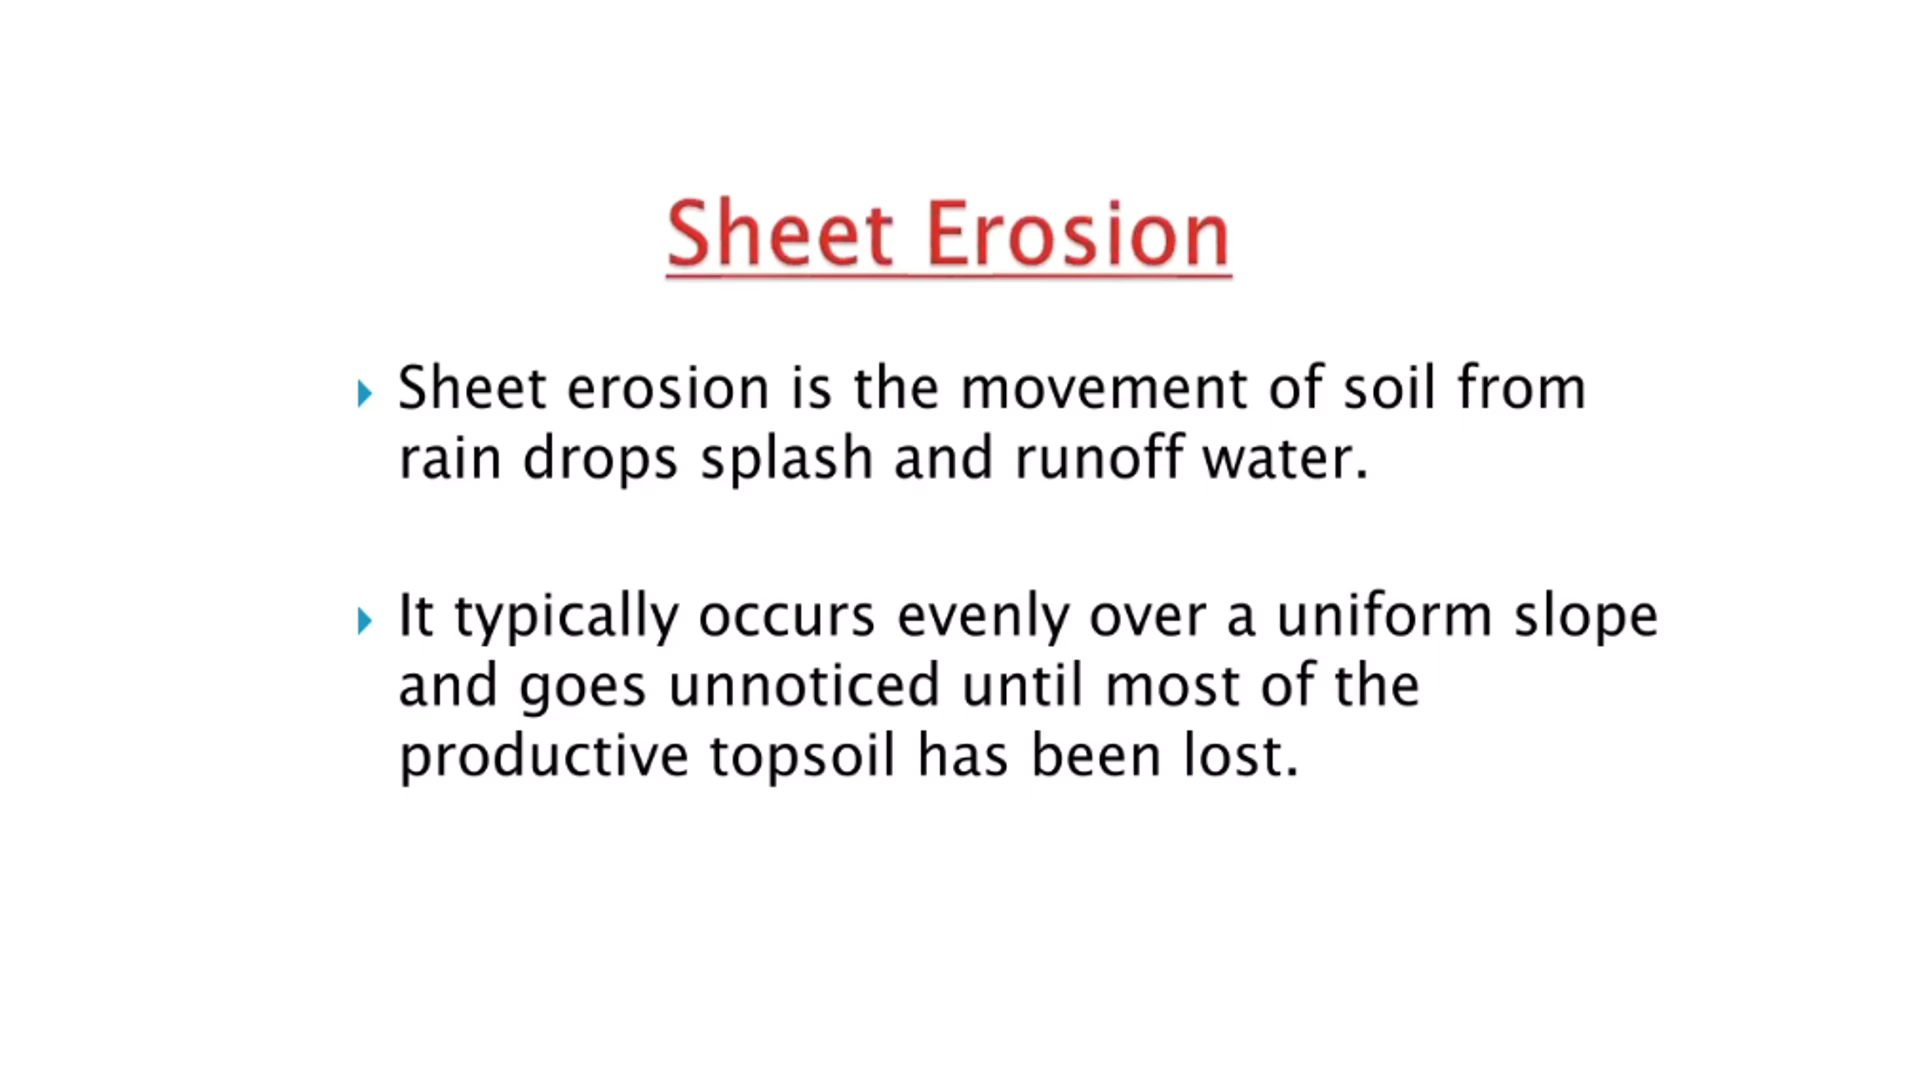 Sheet Erosion
Sheet erosion is the movement of soil from
rain drops splash and runoff water.
It typically occurs evenly over a uniform slope
and goes unnoticed until most of the
productive topsoil has been lost.